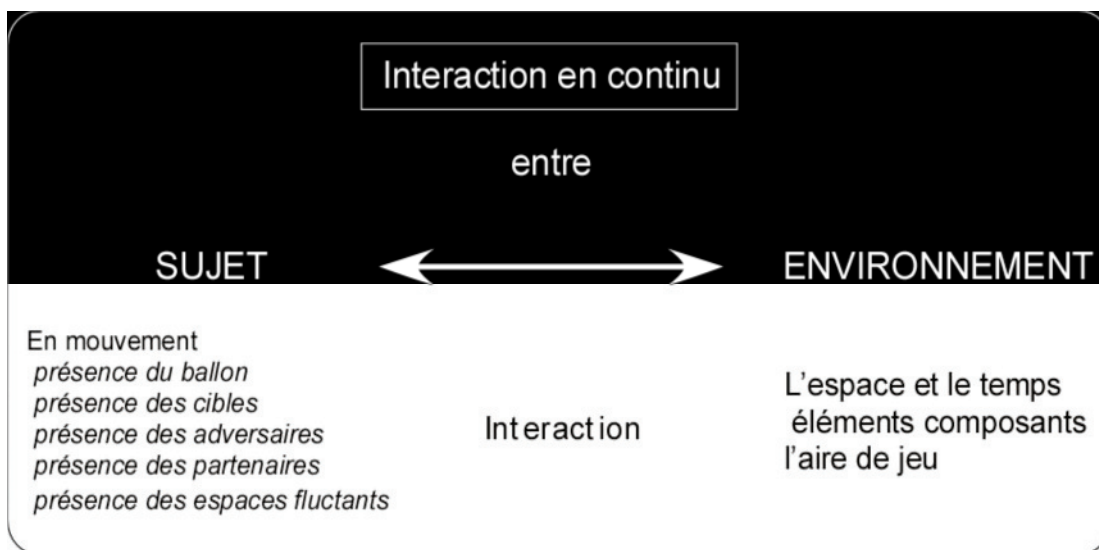 Interaction en continu
entre
SUJET
ENVIRONNEMENT
En mouvement
présence du ballon
présence des cibles
présence des adversaires
présence des partenaires
présence des espaces fluctants
Interaction
L'espace et le temps
éléments composants
l'aire de jeu